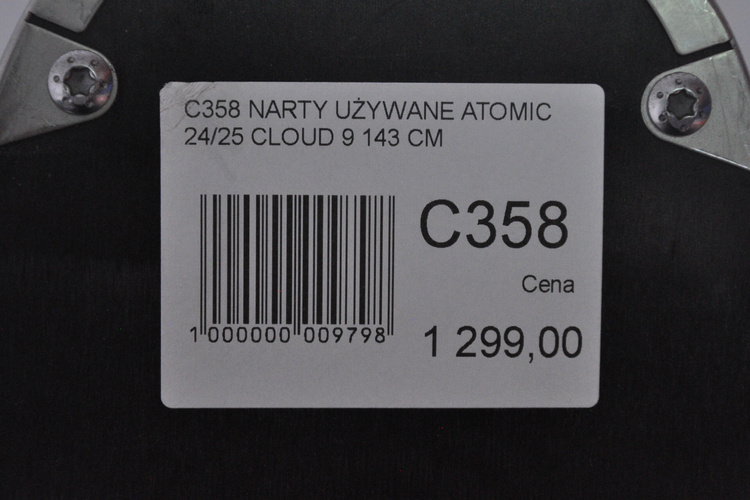 C358 NARTY UŻYWANE ATOMIC
24/25 CLOUD 9 143 CM
C358
Cena
1 000000 009798
1 299,00